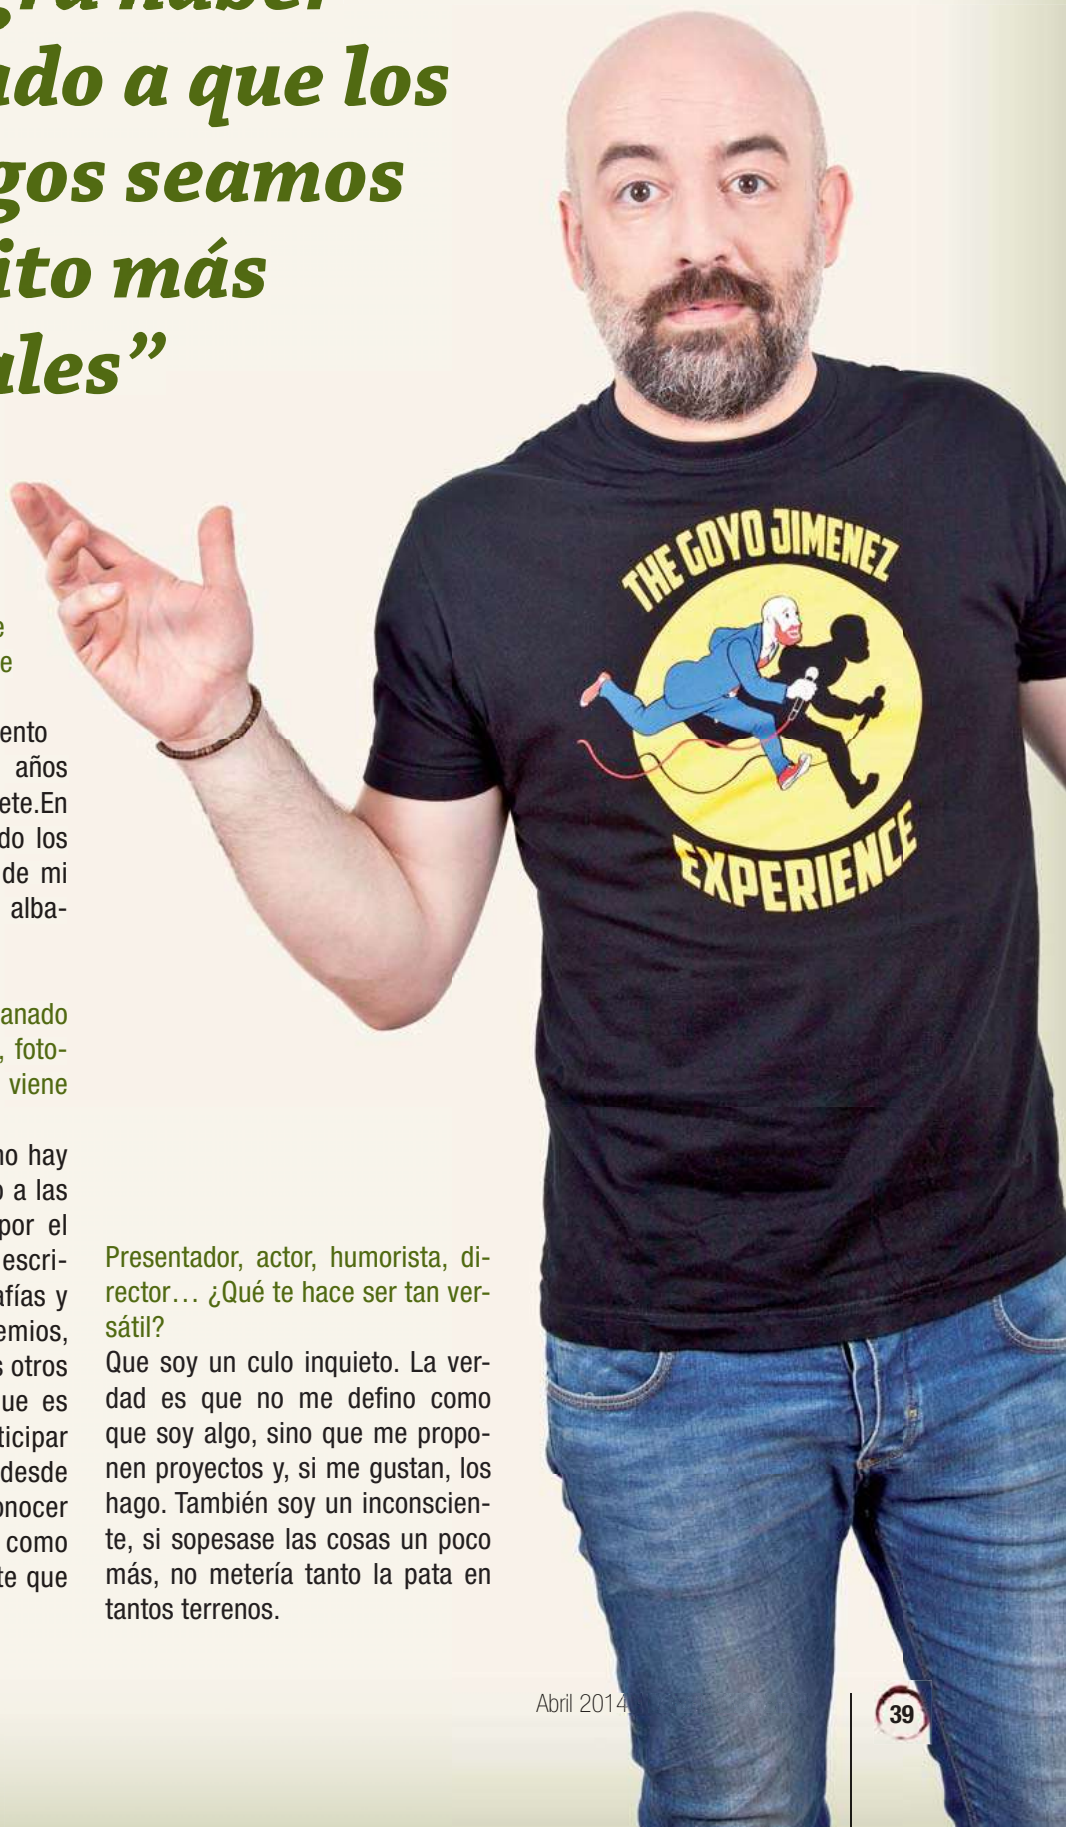 haber
ado a que los
gos seamos
ito más
ales”
THE GOYO JIMENEZ
EXPERIENCE
e
e
ento
años
ete.En
do los
de mi
alba-
anado
, foto-
viene
no hay
o a las
por el
escri-
afías y
emios,
s otros
ue es
ticipar
desde
onocer
como
te que
Presentador, actor, humorista, di-
rector… ¿Qué te hace ser tan ver-
sátil?
Que soy un culo inquieto. La ver-
dad es que no me defino como
que soy algo, sino que me propo-
nen proyectos y, si me gustan, los
hago. También soy un inconscien-
te, si sopesase las cosas un poco
más, no metería tanto la pata en
tantos terrenos.
Abril 2014
39